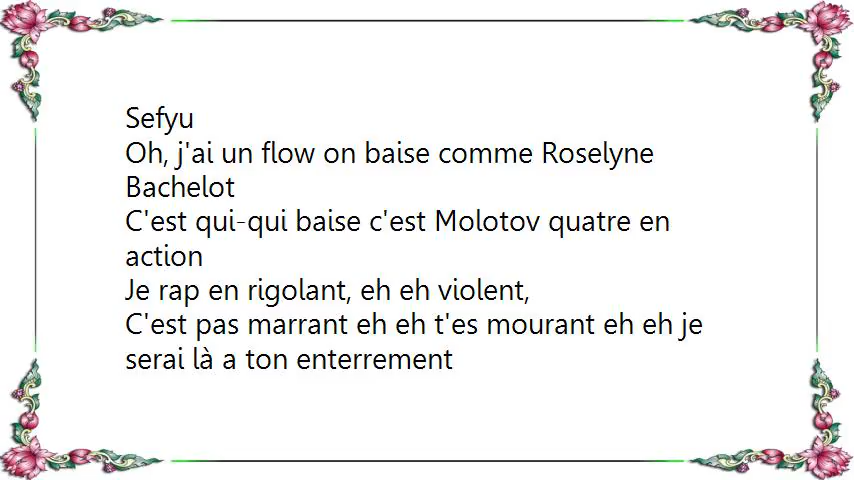 Sefyu
Oh, j'ai un flow on baise comme Roselyne
Bachelot
C'est qui-qui baise c'est Molotov quatre en
action
Je rap en rigolant, eh eh violent,
C'est pas marrant eh eh t'es mourant eh eh je
serai là a ton enterrement